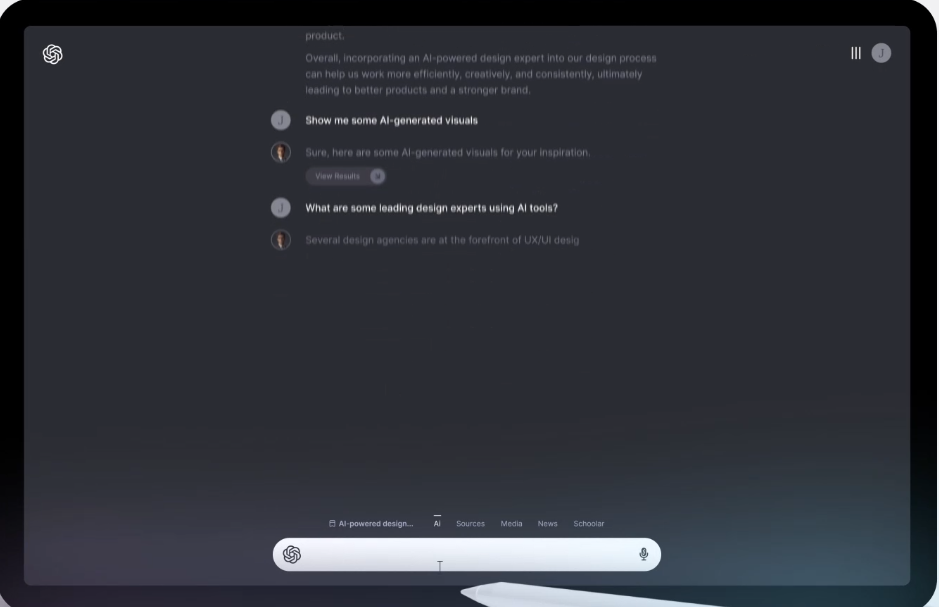 product.
Overall, incorporating an AI-powered design expert into our design process
can help us work more efficiently, creatively, and consistently, ultimately
leading to better products and a stronger brand.
J
J
Show me some AI-generated visuals
Sure, here are some AI-generated visuals for your inspiration.
View Results
J
What are some leading design experts using AI tools?
Several design agencies are at the forefront of UX/UI desig
AI-powered design... Ai Sources Media News Schoolar